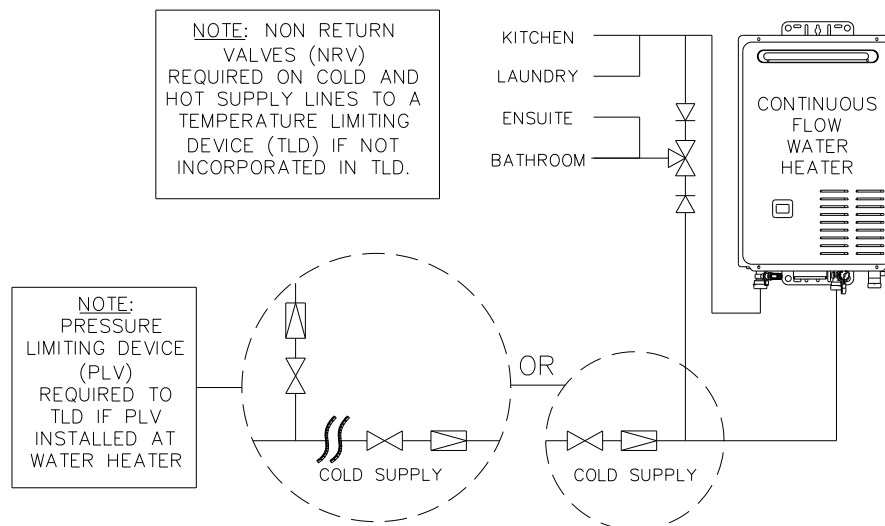 NOTE: NON RETURN
VALVES (NRV)
REQUIRED ON COLD AND
HOT SUPPLY LINES TO A
TEMPERATURE LIMITING
DEVICE (TLD) IF NOT
INCORPORATED IN TLD.
KITCHEN
LAUNDRY
ENSUITE
BATHROOM
CONTINUOUS
FLOW
WATER
HEATER
NOTE:
PRESSURE
LIMITING DEVICE
(PLV)
REQUIRED TO
TLD IF PLV
INSTALLED AT
WATER HEATER
OR
COLD SUPPLY
COLD SUPPLY